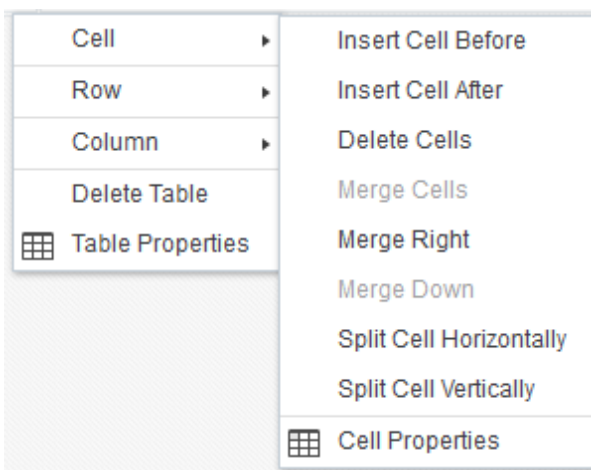 Cell
Row
Column
Delete Table
Table Properties
Insert Cell Before
Insert Cell After
Delete Cells
Merge Cells
Merge Right
Merge Down
Split Cell Horizontally
Split Cell Vertically
Cell Properties